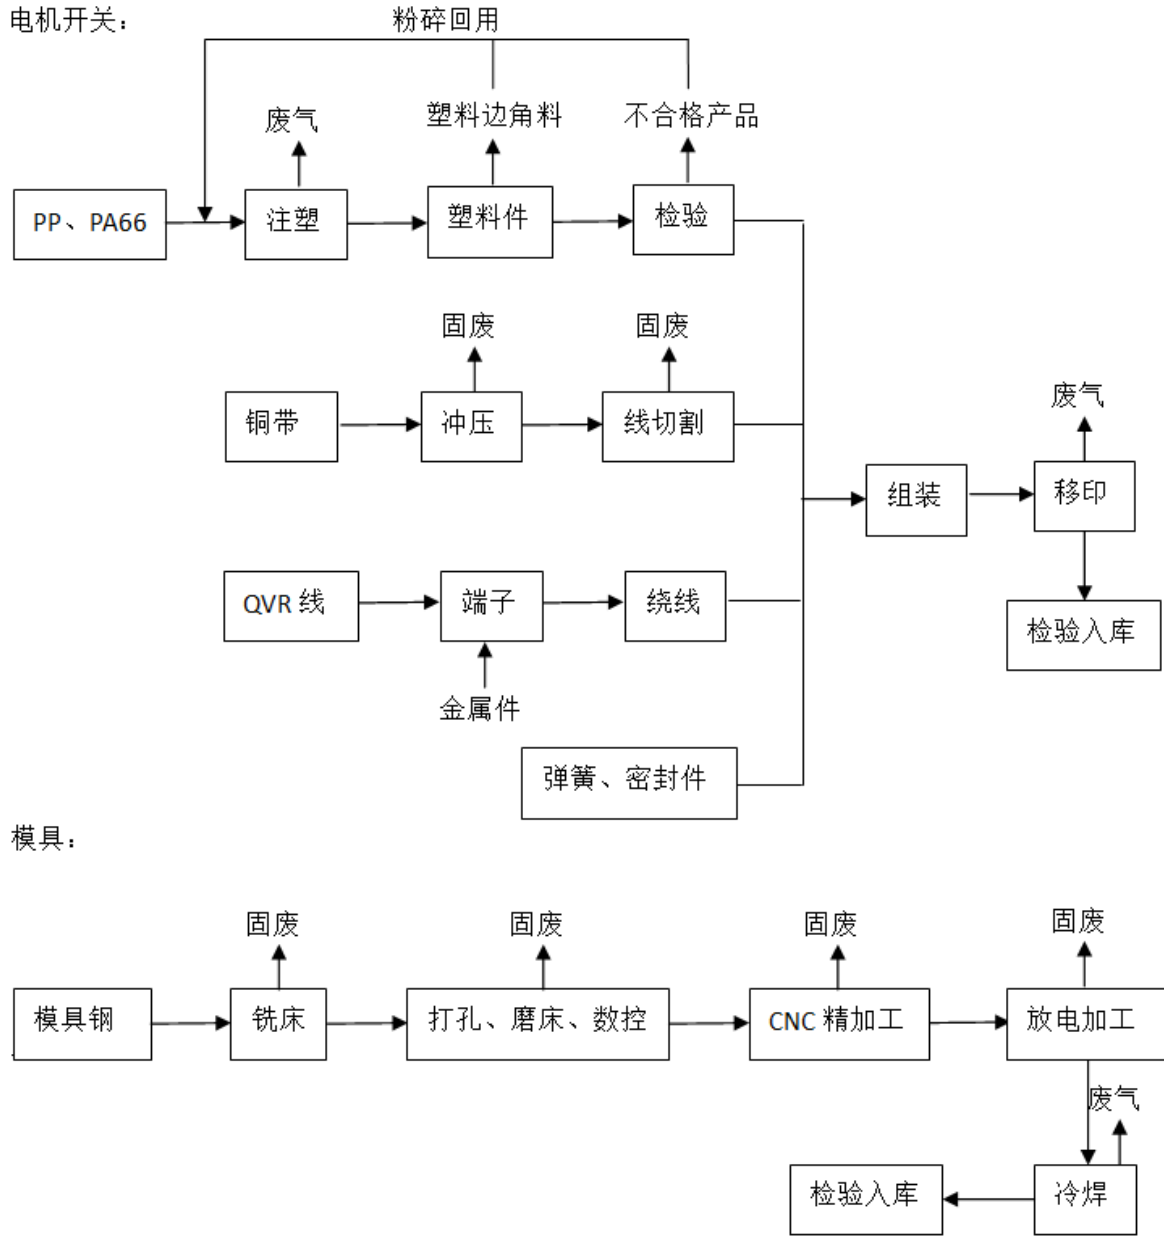 电机开关：
粉碎回用
废气
塑料边角料
不合格产品
PP、PA66
注塑
塑料件
检验
固废
固废
铜带
冲压
线切割
废气
组装
移印
QVR 线
端子
绕线
检验入库
金属件
弹簧、密封件
模具：
固废
固废
固废
固废
模具钢
铣床
打孔、磨床、数控
CNC 精加工
放电加工
废气
检验入库
冷焊